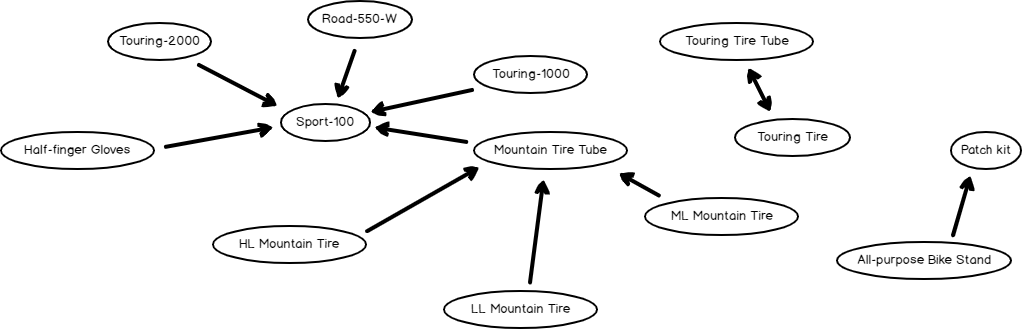 Road-550-W
Touring-2000
Touring Tire Tube
Touring-1000
Sport-100
Touring Tire
Half-finger Gloves
Mountain Tire Tube
Patch kit
ML Mountain Tire
HL Mountain Tire
All-purpose Bike Stand
LL Mountain Tire